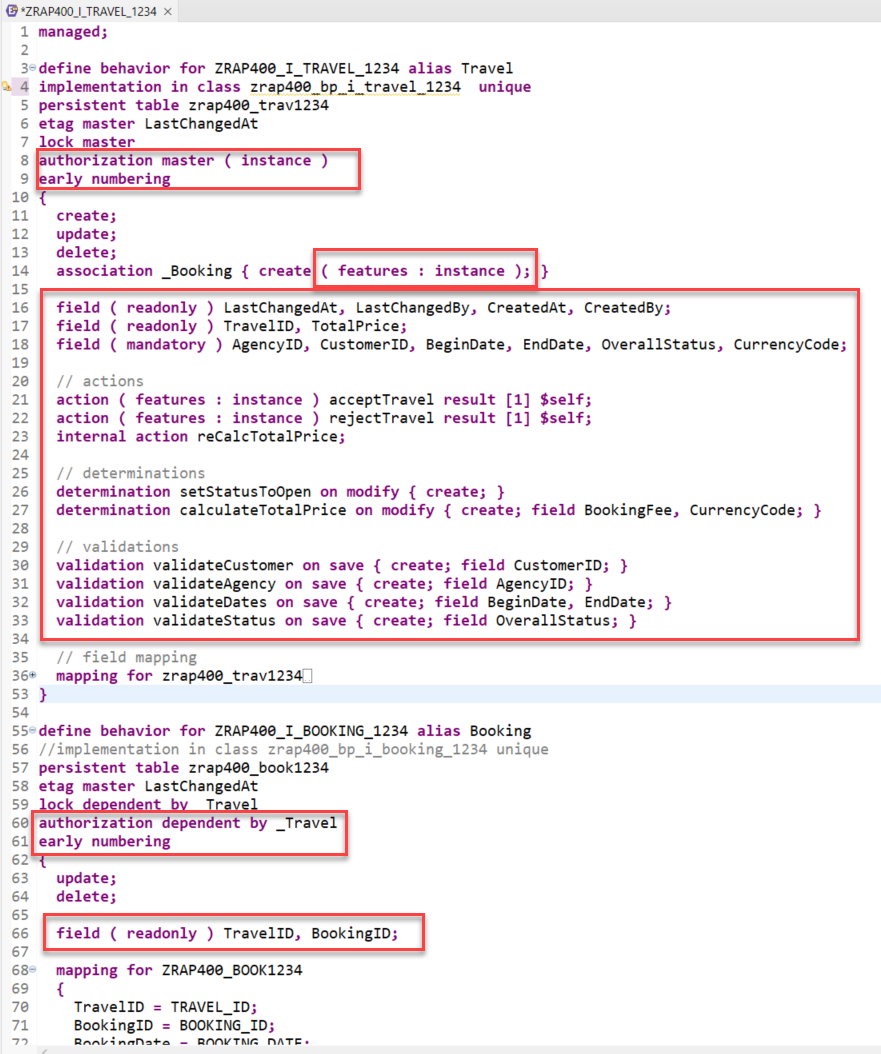 *ZRAP400_I_TRAVEL_1234
1 managed;
2
3 define behavior for ZRAP400_I_TRAVEL_1234 alias Travel
4 implementation in class zrap400_bp_i_travel_1234 unique
5 persistent table zrap400_trav1234
6 etag master LastChangedAt
7 lock master
8 authorization master ( instance )
9 early numbering
10 {
11 create;
12 update;
13 delete;
14 association _Booking { create ( features : instance ); }
15
16 field ( readonly ) LastChangedAt, LastChangedBy, CreatedAt, CreatedBy;
17 field ( readonly ) TravelID, TotalPrice;
18 field ( mandatory ) AgencyID, CustomerID, BeginDate, EndDate, OverallStatus, CurrencyCode;
19
20 // actions
21 action ( features : instance ) acceptTravel result [1] $self;
22 action ( features : instance ) rejectTravel result [1] $self;
23 internal action reCalcTotalPrice;
24
25 // determinations
26 determination setStatusToOpen on modify { create; }
27 determination calculateTotalPrice on modify { create; field BookingFee, CurrencyCode; }
28
29 // validations
30 validation validateCustomer on save { create; field CustomerID; }
31 validation validateAgency on save { create; field AgencyID; }
32 validation validateDates on save { create; field BeginDate, EndDate; }
33 validation validateStatus on save { create; field OverallStatus; }
34
35 // field mapping
36 mapping for zrap400_trav1234
53 }
54
55 define behavior for ZRAP400_I_BOOKING_1234 alias Booking
56 //implementation in class zrap400_bp_i_booking_1234 unique
57 persistent table zrap400_book1234
58 etag master LastChangedAt
59 lock dependent by _Travel
60 authorization dependent by _Travel
61 early numbering
62 {
63 update;
64 delete;
65
66 field ( readonly ) TravelID, BookingID;
67
68 mapping for ZRAP400_BOOK1234
69 {
70 TravelID = TRAVEL_ID;
71 BookingID = BOOKING_ID;
72 BookingDate = BOOKING_DATE;